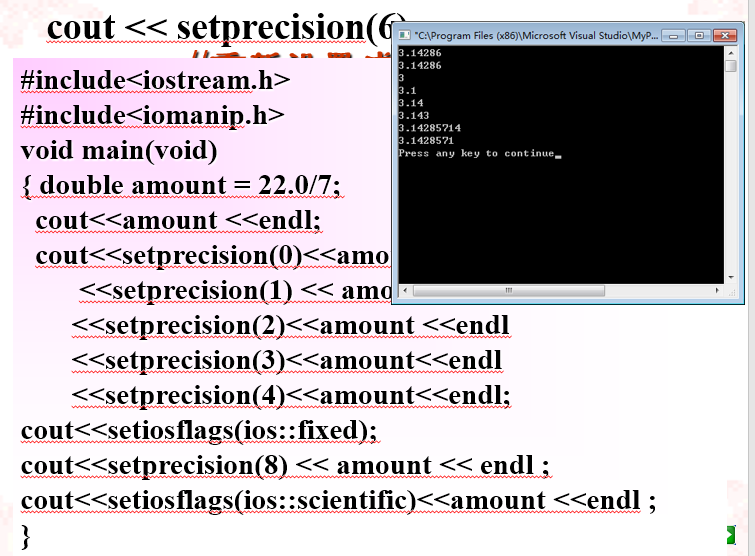 cout << setprecision(6)
#include<iostream.h>
#include<iomanip.h>
void main(void)
{ double amount = 22.0/7;
cout<<amount <<endl;
cout<<setprecision(0)<<amo
<<setprecision(1) << amo
<<setprecision(2)<<amount <<endl
<<setprecision(3)<<amount<<endl
<<setprecision(4)<<amount<<endl;
cout<<setiosflags(ios::fixed);
cout<<setprecision(8) << amount << endl ;
cout<<setiosflags(ios::scientific)<<amount <<endl ;
}
"C:\Program Files (x86)\Microsoft Visual Studio\MyP...
3.14286
3.14286
3
3.1
3.14
3.143
3.14285714
3.1428571
Press any key to continue_